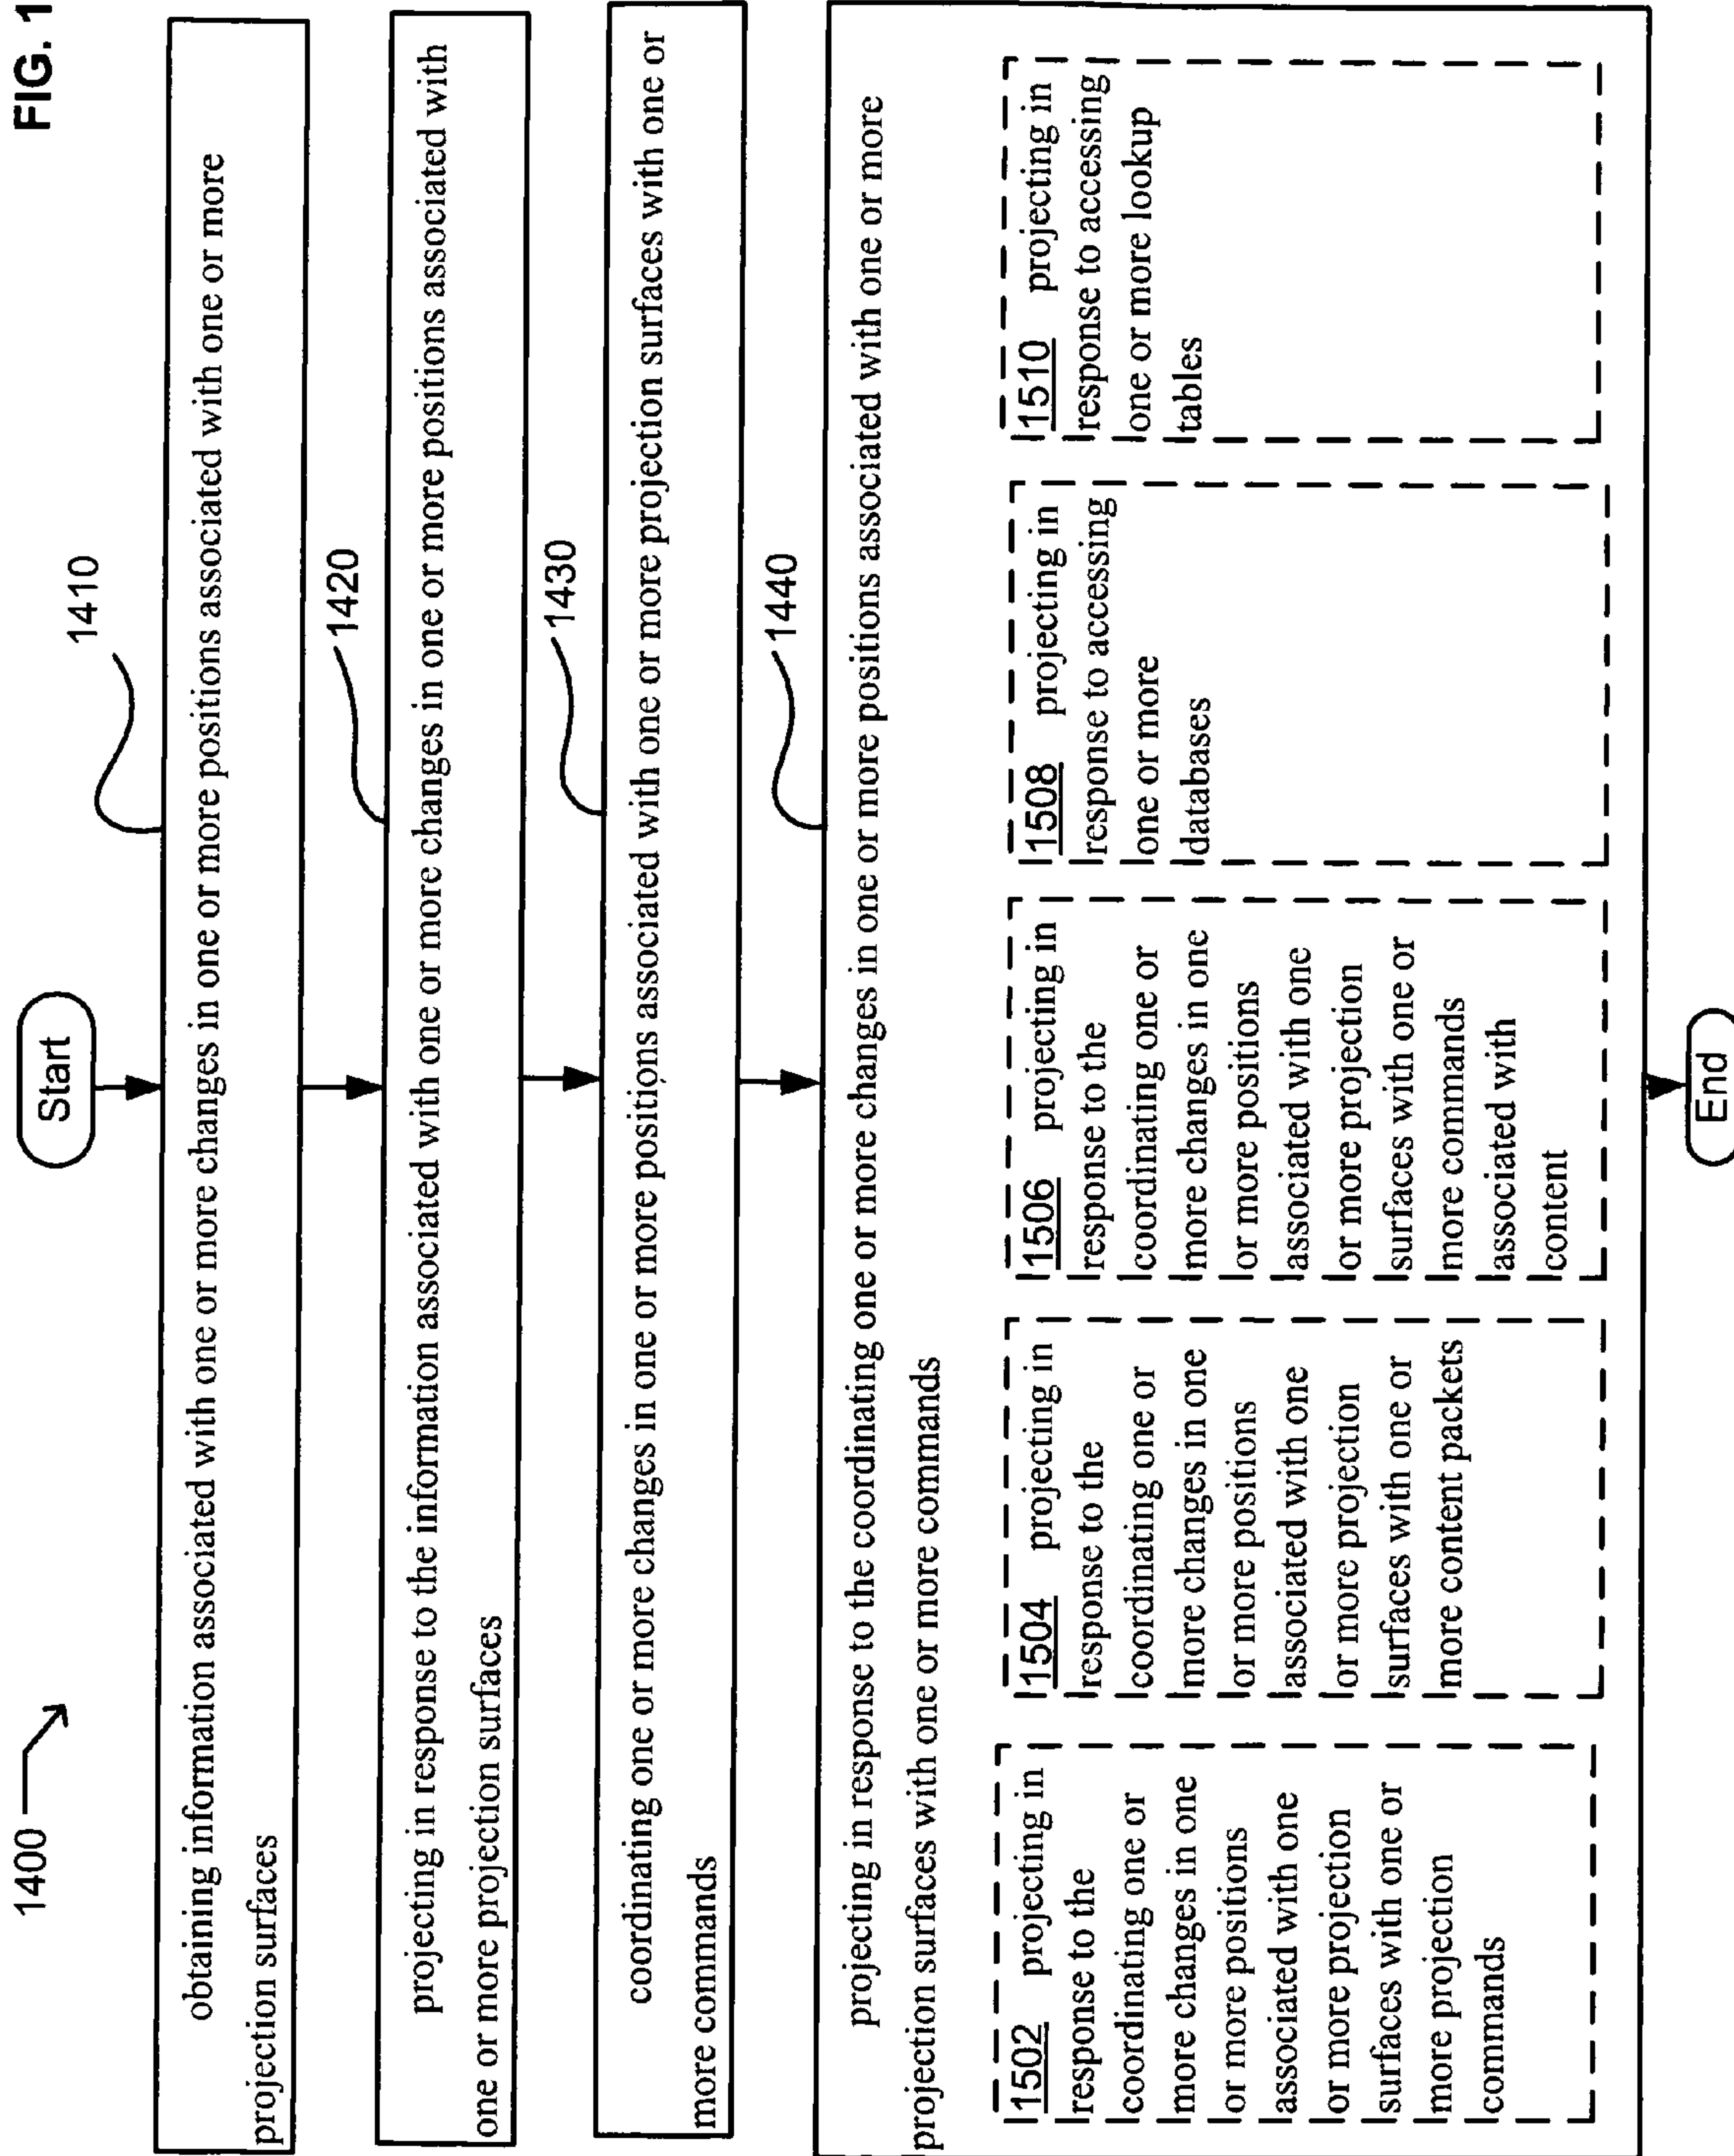 FIG. 1
1400
Start
1410
obtaining information associated with one or more changes in one or more positions associated with one or more
projection surfaces
1420
projecting in response to the information associated with one or more changes in one or more positions associated with
one or more projection surfaces
1430
coordinating one or more changes in one or more positions associated with one or more projection surfaces with one or
more commands
1440
projecting in response to the coordinating one or more changes in one or more positions associated with one or more
projection surfaces with one or more commands
1502 projecting in
response to the
coordinating one or
more changes in one
or more positions
associated with one
or more projection
surfaces with one or
more projection
commands
1504 projecting in
response to the
coordinating one or
more changes in one
or more positions
associated with one
or more projection
surfaces with one or
more content packets
1506 projecting in
response to the
coordinating one or
more changes in one
or more positions
associated with one
or more projection
surfaces with one or
more commands
associated with
content
1508 projecting in
response to accessing
one or more
databases
1510 projecting in
response to accessing
one or more lookup
tables
End